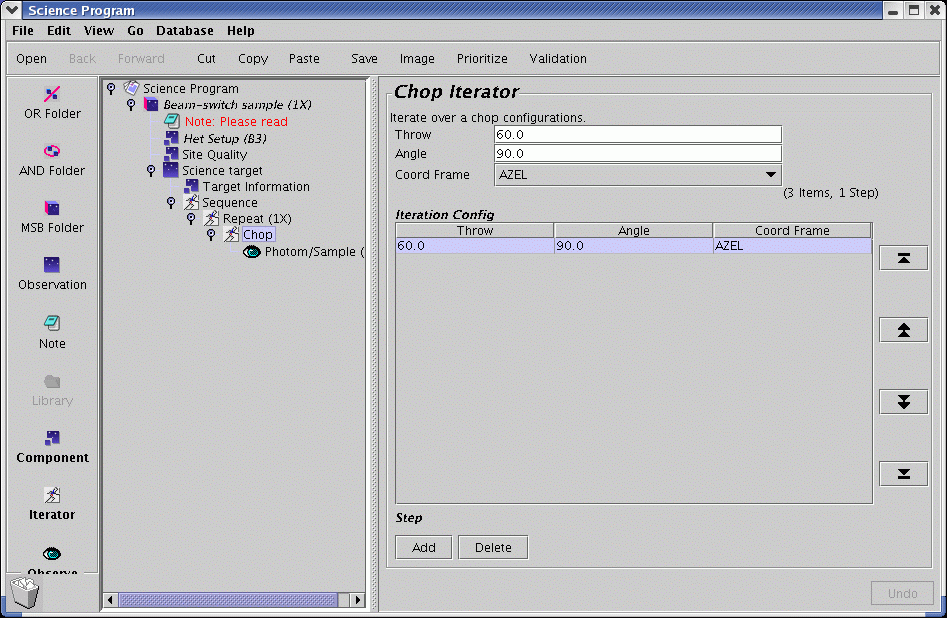 Science Program
File Edit View Go Database Help
Open Back Forward Cut Copy Paste Save Image Prioritize Validation
OR Folder
AND Folder
MSB Folder
Observation
Note
Library
Component
Iterator
Observe
Science Program
Beam-switch sample (1X)
Note: Please read
Het Setup (B3)
Site Quality
Science target
Target Information
Sequence
Repeat (1X)
Chop
Photom/Sample (
Chop Iterator
Iterate over a chop configurations.
Throw 60.0
Angle 90.0
Coord Frame AZEL
(3 Items, 1 Step)
Iteration Config
Throw Angle Coord Frame
60.0 90.0 AZEL
Step
Add Delete
Undo